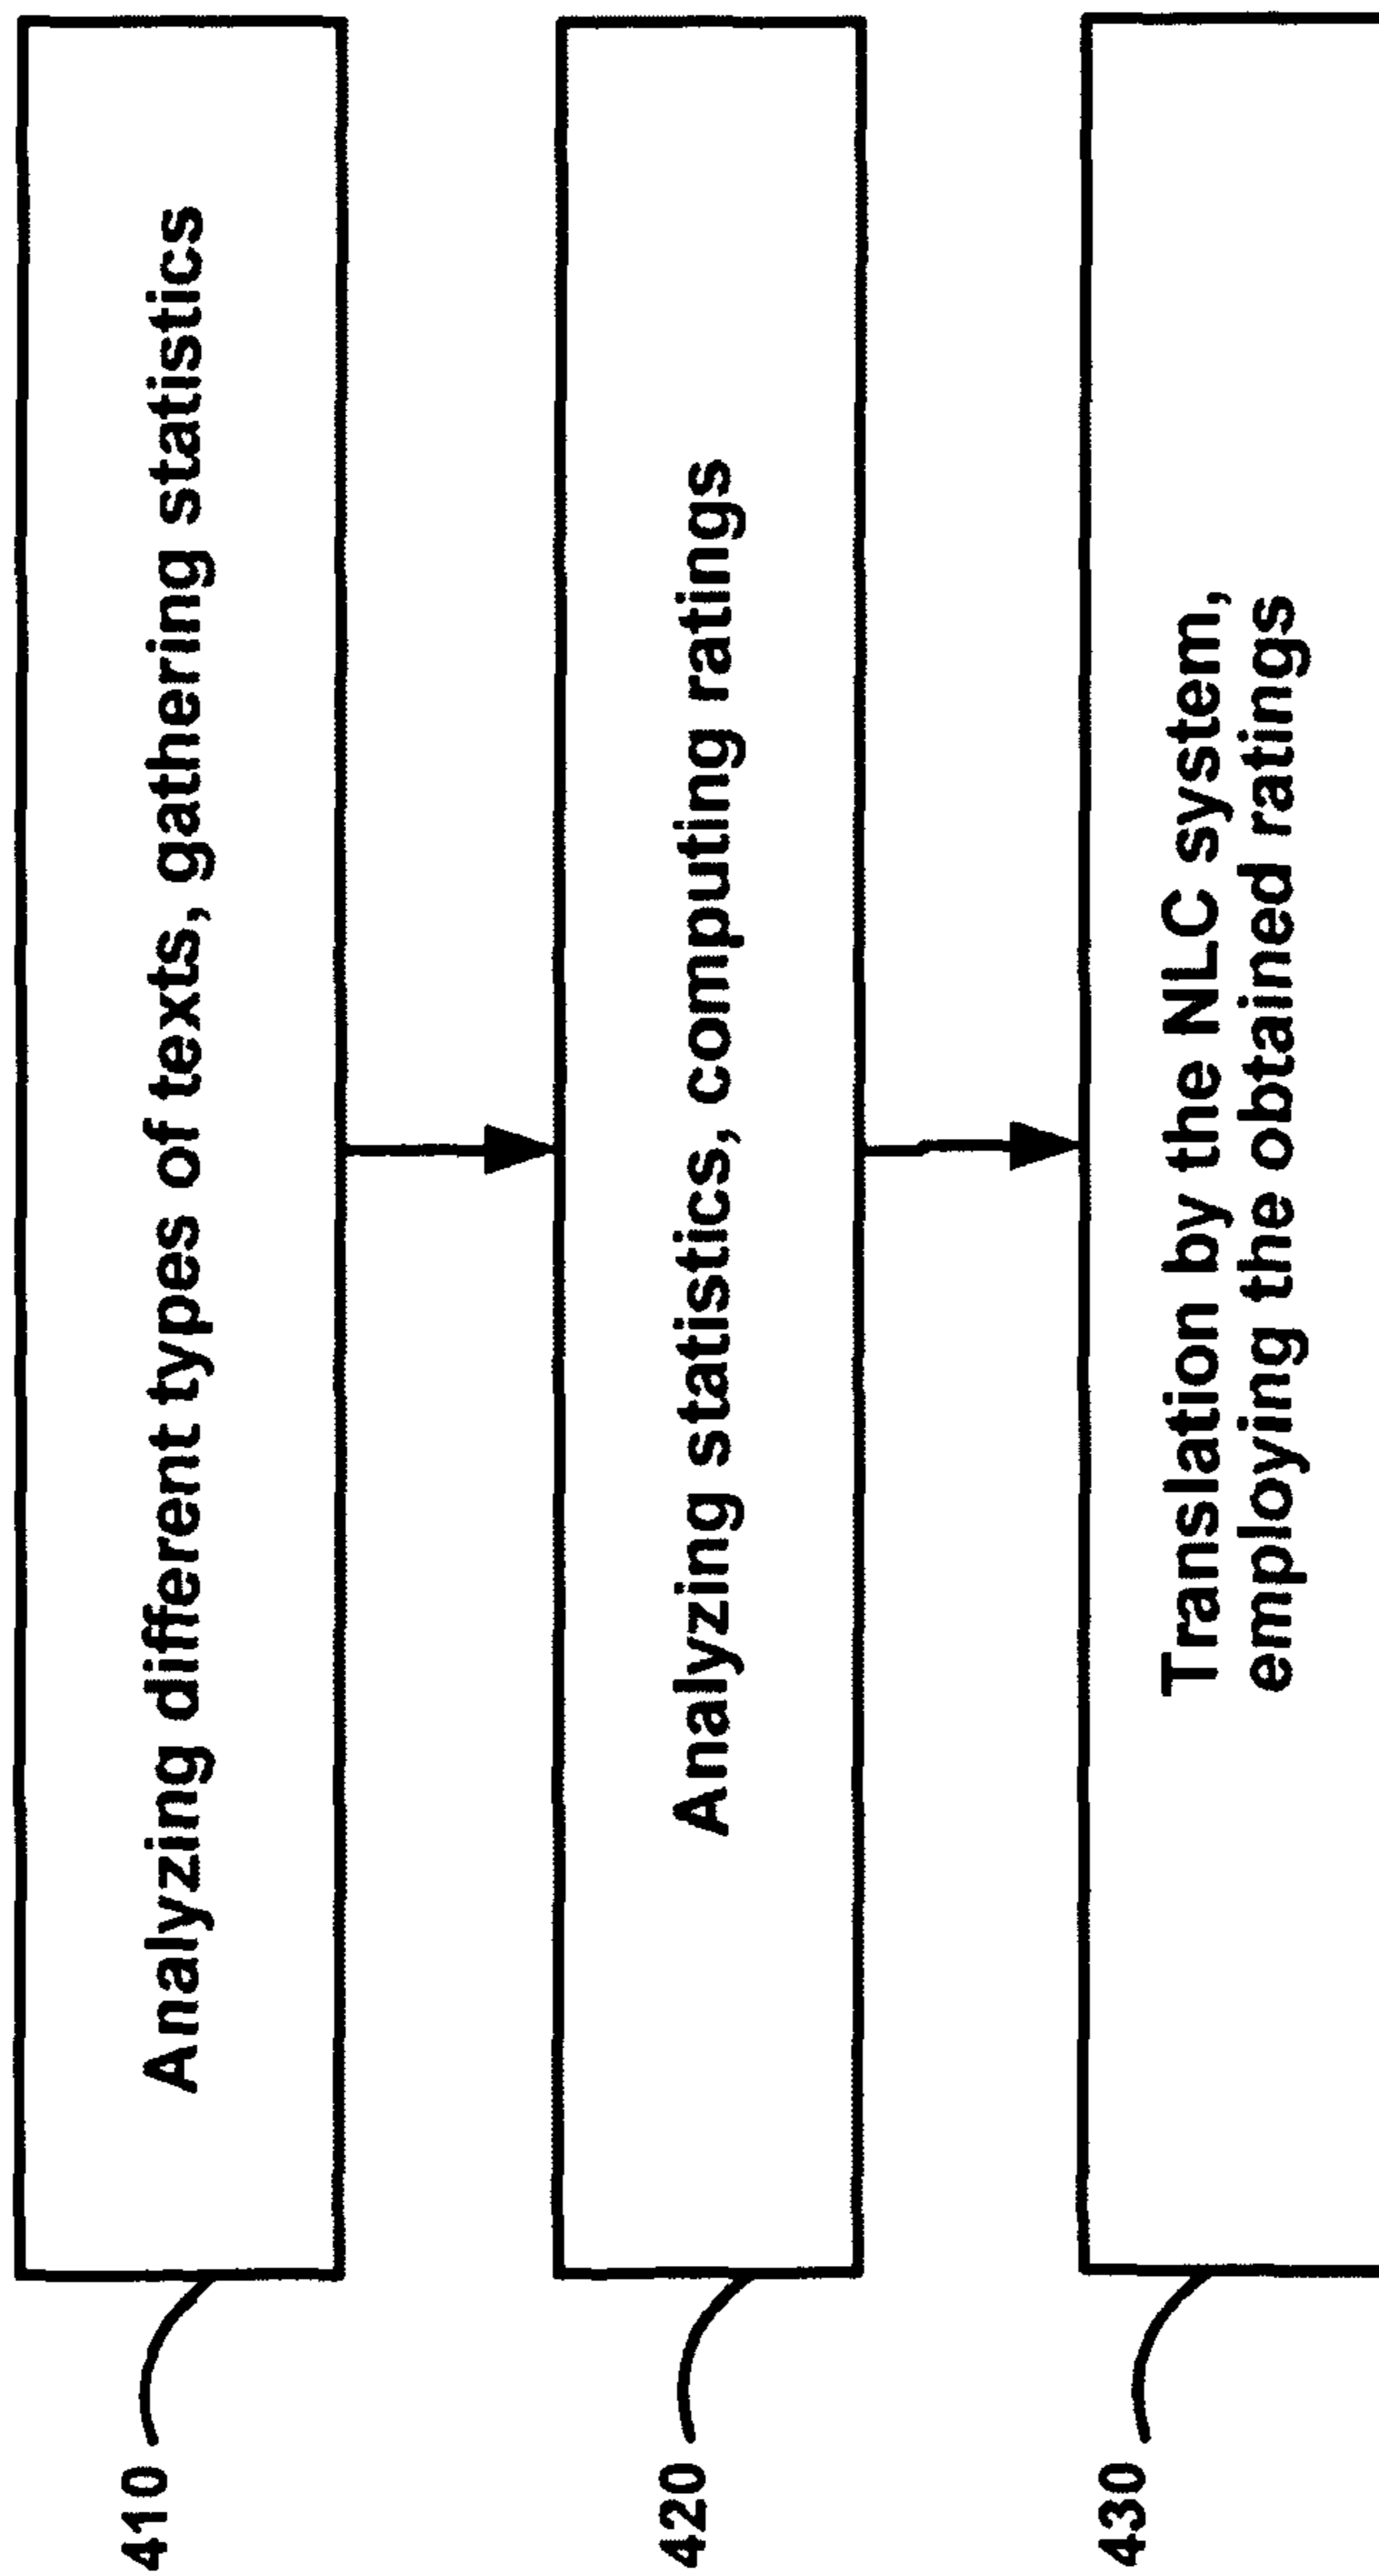 410
Analyzing different types of texts, gathering statistics
420
Analyzing statistics, computing ratings
430
Translation by the NLC system,
employing the obtained ratings